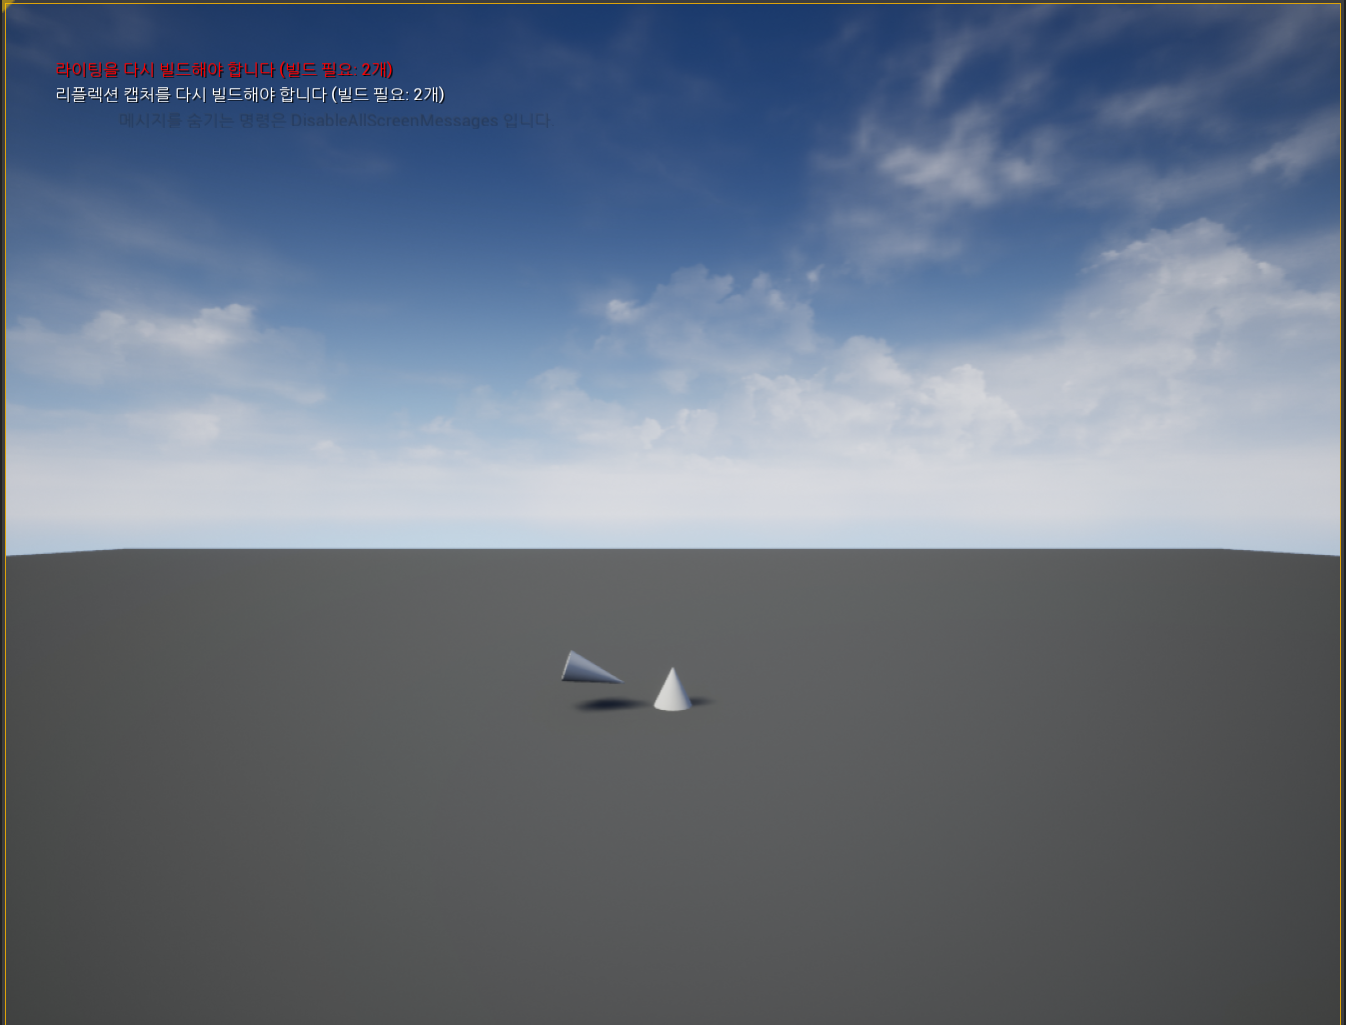 라이팅을 다시 빌드해야 합니다 (빌드 필요: 2개)
리플렉션 캡처를 다시 빌드해야 합니다 (빌드 필요: 2개)
메시지를 숨기는 명령은 DisableAllScreenMessages 입니다